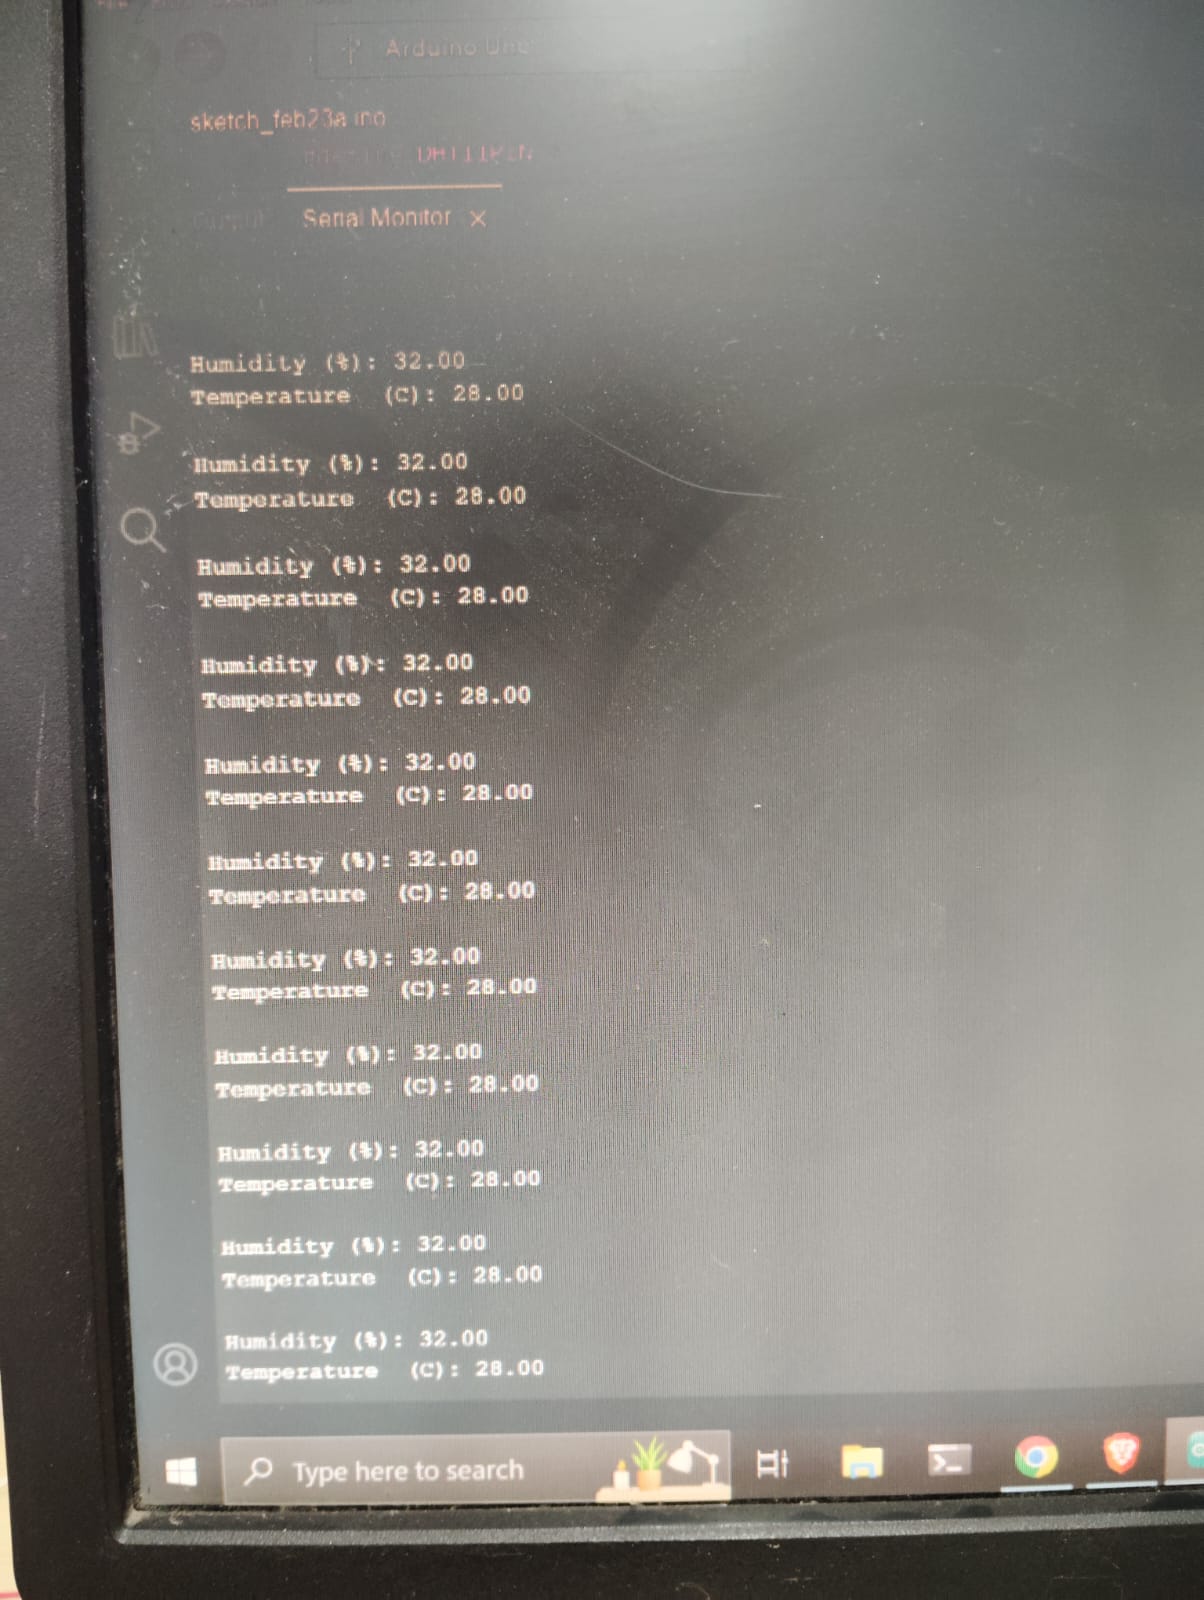 Arduino Uno
sketch_feb23a.ino
DHT11PIN
Output
Serial Monitor
Humidity (%): 32.00
Temperature (C): 28.00
Humidity (%): 32.00
Temperature (C): 28.00
Humidity (%): 32.00
Temperature (C): 28.00
Humidity (%): 32.00
Temperature (C): 28.00
Humidity (%): 32.00
Temperature (C): 28.00
Humidity (%): 32.00
Temperature (C): 28.00
Humidity (%): 32.00
Temperature (C): 28.00
Humidity (%): 32.00
Temperature (C): 28.00
Humidity (%): 32.00
Temperature (C): 28.00
Humidity (%): 32.00
Temperature (C): 28.00
Humidity (%): 32.00
Temperature (C): 28.00
Type here to search